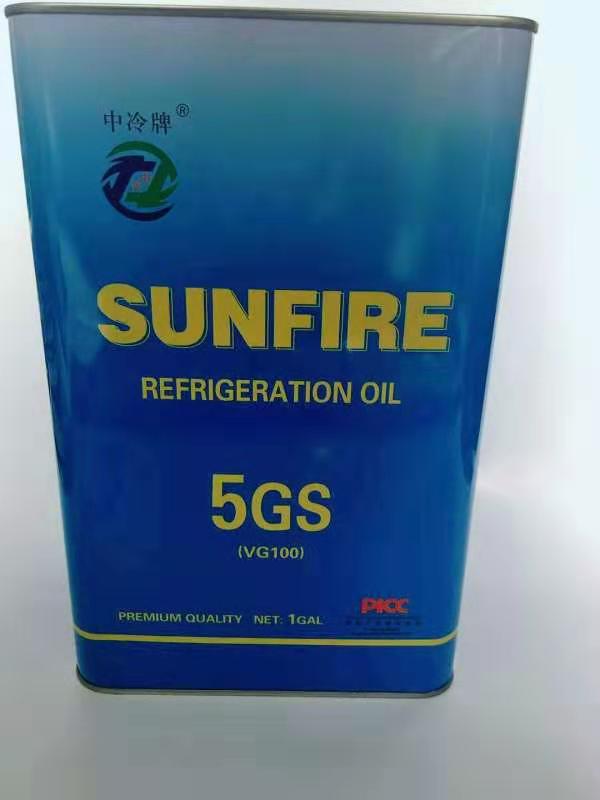 中冷牌®
SUNFIRE
REFRIGERATION OIL
5GS
(VG100)
PREMIUM QUALITY NET: 1GAL
PICC